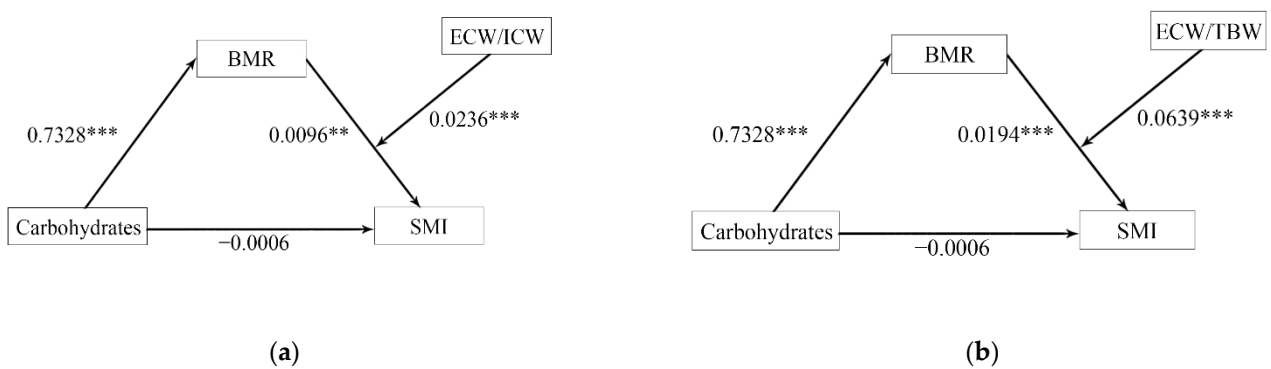 ECW/ICW
BMR
0.7328***
0.0096**
0.0236***
Carbohydrates
SMI
−0.0006
(a)
ECW/TBW
BMR
0.7328***
0.0194***
0.0639***
Carbohydrates
SMI
−0.0006
(b)